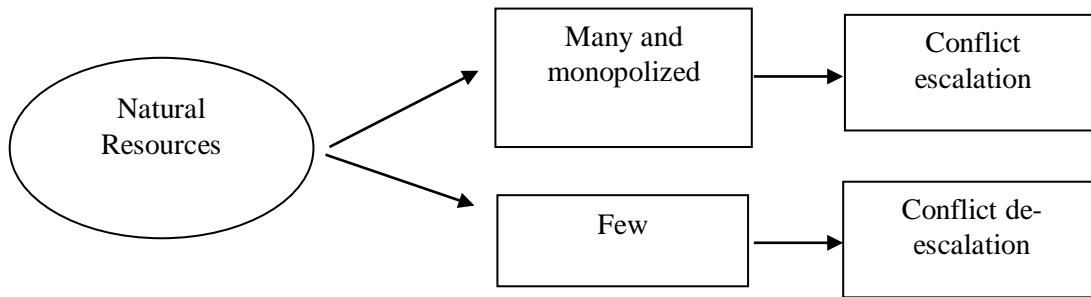 Natural
Resources
Many and
monopolized
Conflict
escalation
Few
Conflict de-
escalation